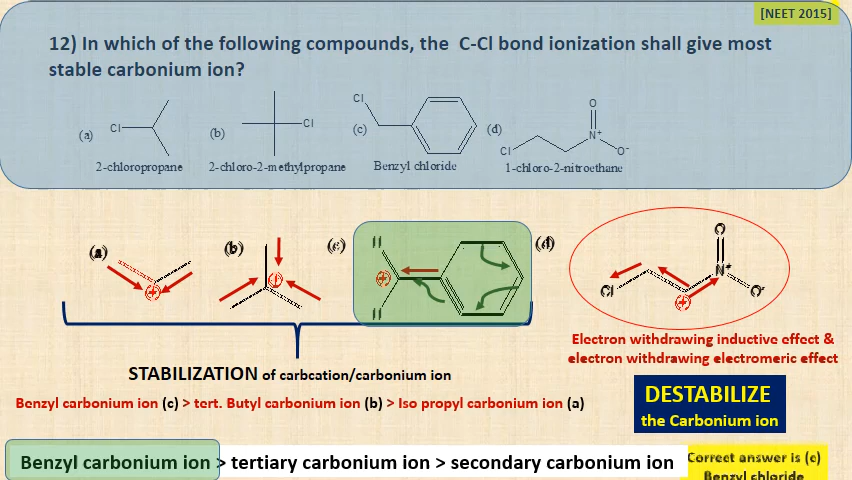 [NEET 2015]
12) In which of the following compounds, the C-Cl bond ionization shall give most
stable carbonium ion?
(a) Cl
2-chloropropane
(b) Cl
2-chloro-2-methylpropane
(c) Cl
Benzyl chloride
(d) Cl N+ O O-
1-chloro-2-nitroethane
(a)
(b)
(c) H H
(d) Cl N+ O O-
Electron withdrawing inductive effect &
electron withdrawing electromeric effect
STABILIZATION of carbcation/carbonium ion
Benzyl carbonium ion (c) > tert. Butyl carbonium ion (b) > Iso propyl carbonium ion (a)
DESTABILIZE
the Carbonium ion
Benzyl carbonium ion > tertiary carbonium ion > secondary carbonium ion
Correct answer is (c)
Benzyl chloride